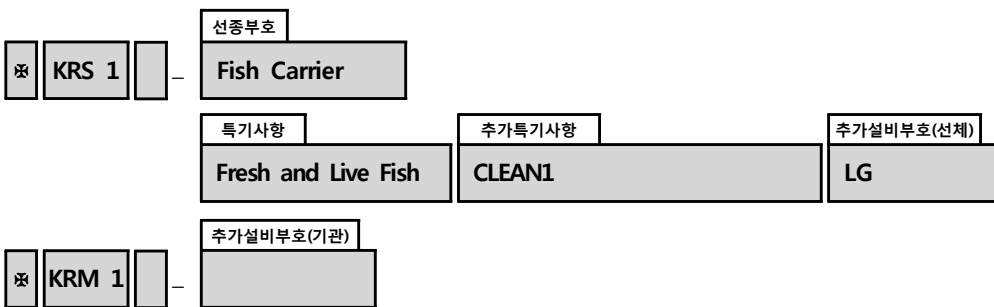 선종부호
✠ KRS 1 – Fish Carrier
특기사항 추가특기사항 추가설비부호(선체)
Fresh and Live Fish CLEAN1 LG
추가설비부호(기관)
✠ KRM 1 –